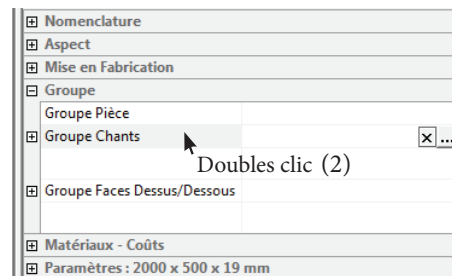 Nomenclature
Aspect
Mise en Fabrication
Groupe
Groupe Pièce
Groupe Chants
Doubles clic (2)
Groupe Faces Dessus/Dessous
Matériaux - Coûts
Paramètres : 2000 x 500 x 19 mm